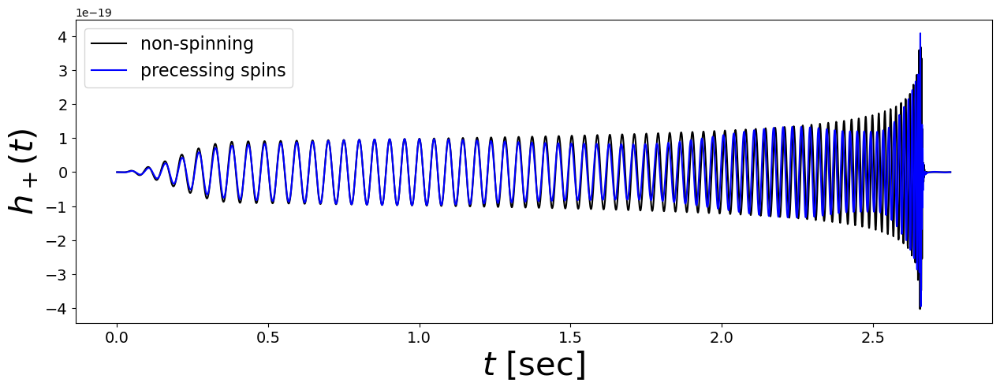 1e−19
non-spinning
precessing spins
4
3
2
1
0
−1
−2
−3
−4
h+(t)
0.0 0.5 1.0 1.5 2.0 2.5
t [sec]